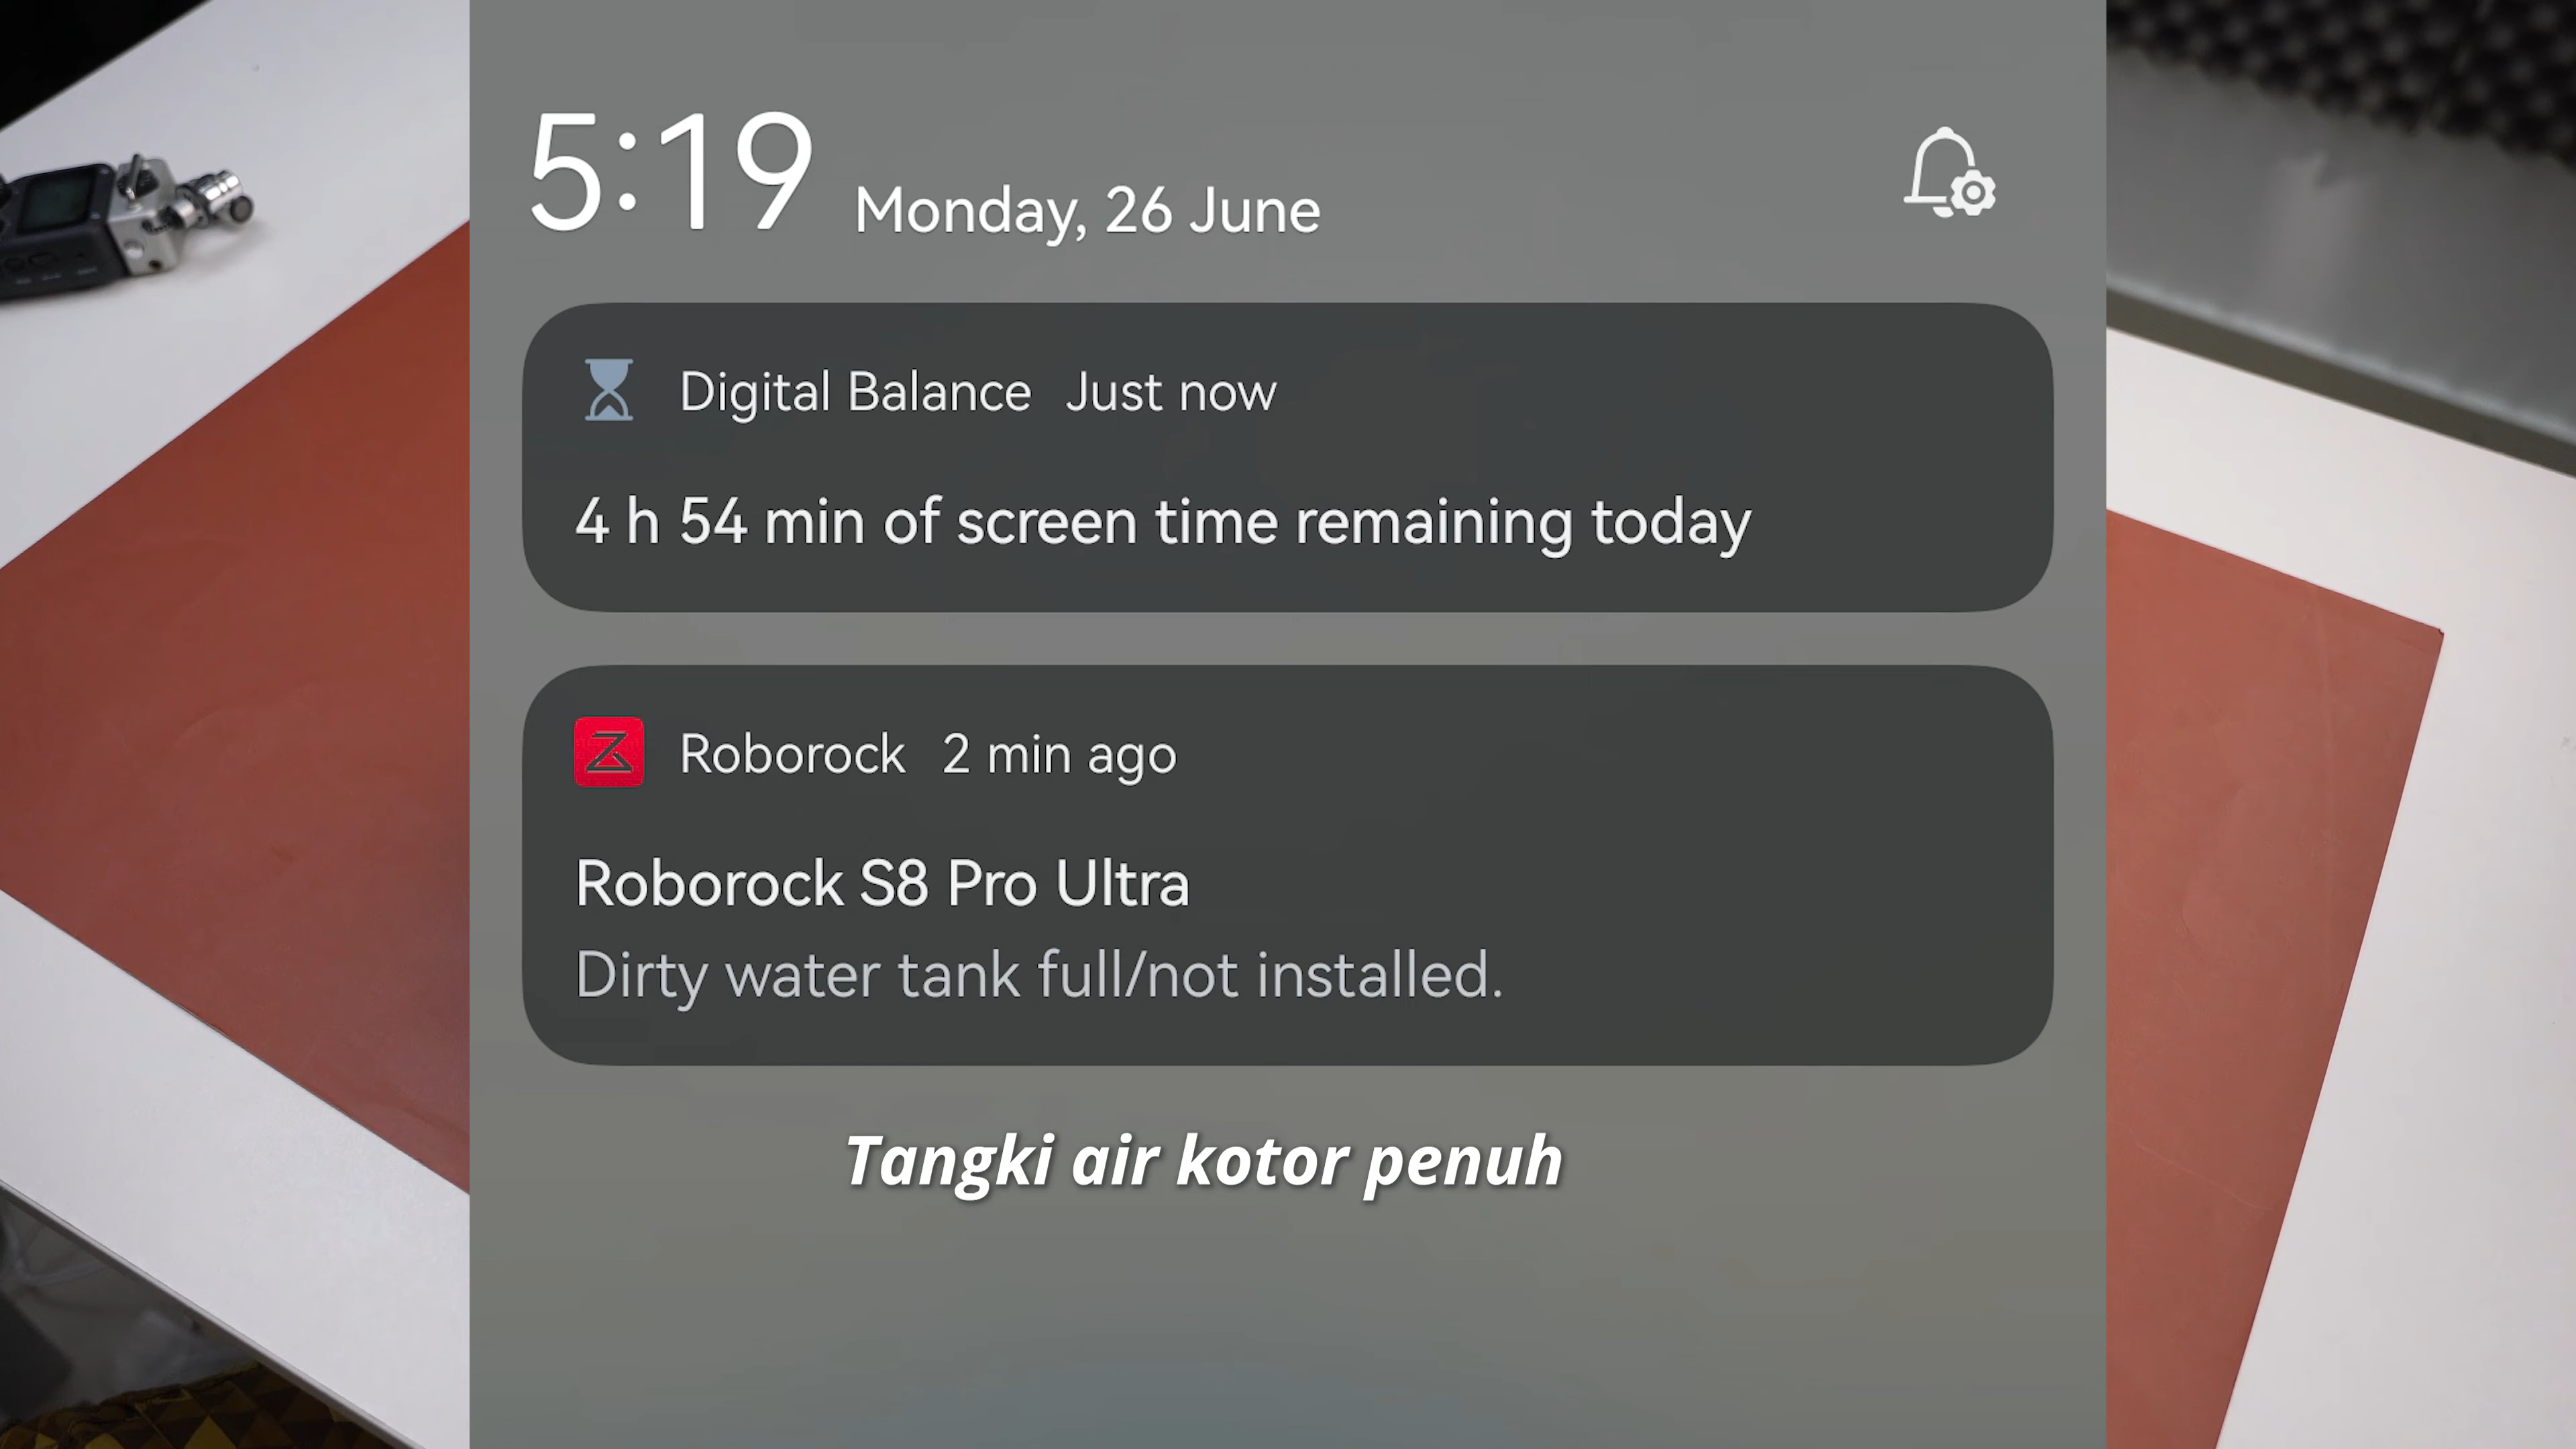 5:19 Monday, 26 June
Digital Balance Just now
4 h 54 min of screen time remaining today
Roborock 2 min ago
Roborock S8 Pro Ultra
Dirty water tank full/not installed.
Tangki air kotor penuh